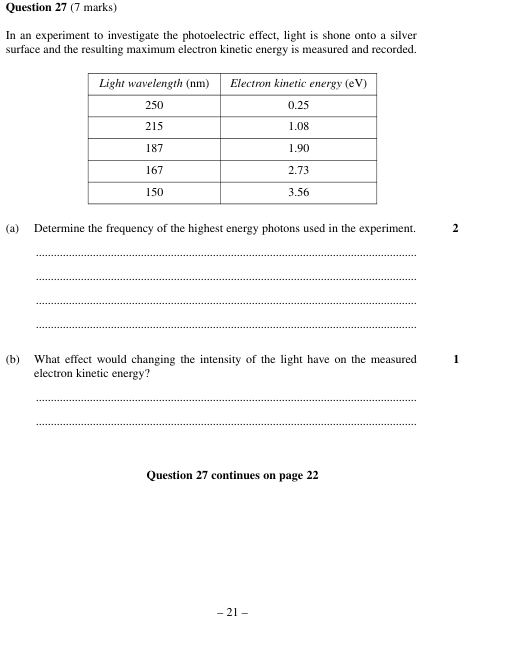 Question 27 (7 marks)
In an experiment to investigate the photoelectric effect, light is shone onto a silver
surface and the resulting maximum electron kinetic energy is measured and recorded.
Light wavelength (nm) Electron kinetic energy (eV)
250 0.25
215 1.08
187 1.90
167 2.73
150 3.56
(a) Determine the frequency of the highest energy photons used in the experiment. 2
................................................................................................................................
................................................................................................................................
................................................................................................................................
................................................................................................................................
(b) What effect would changing the intensity of the light have on the measured 1
electron kinetic energy?
................................................................................................................................
................................................................................................................................
Question 27 continues on page 22
– 21 –